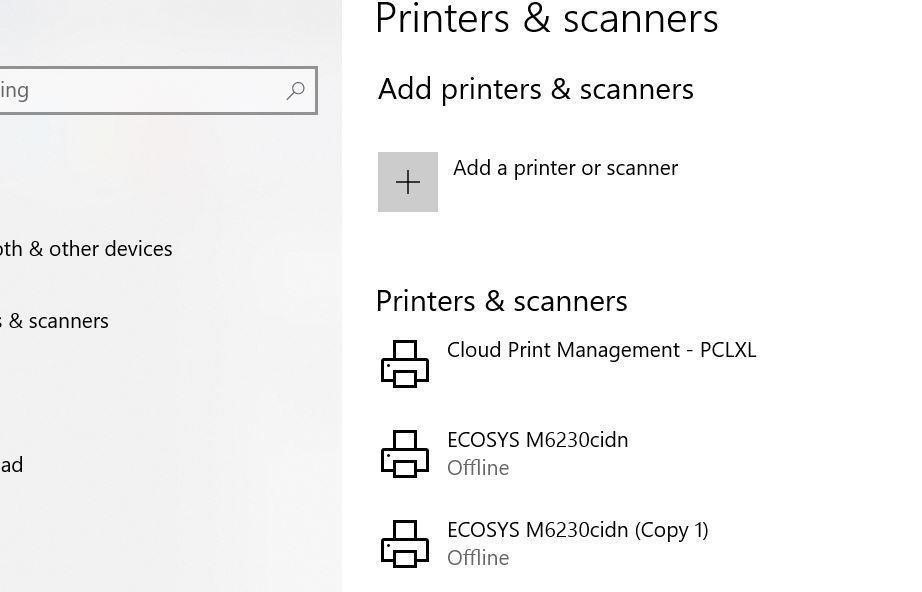 Printers & scanners
Add printers & scanners
ing
Add a printer or scanner
oth & other devices
Printers & scanners
s & scanners
Cloud Print Management - PCLXL
ECOSYS M6230cidn
Offline
ad
ECOSYS M6230cidn (Copy 1)
Offline